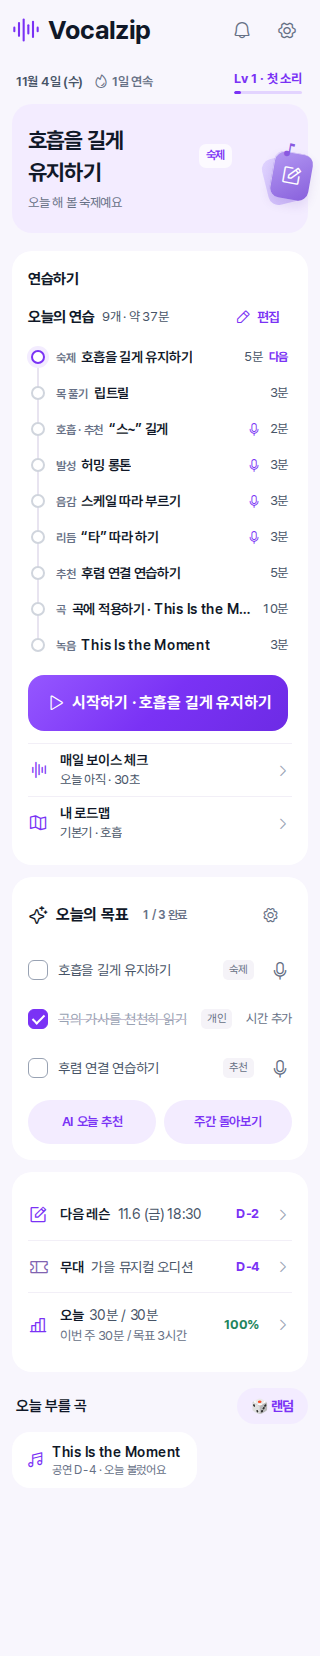 Vocalzip
11월 4일 (수) 1일 연속 Lv 1 · 첫 소리
호흡을 길게
유지하기
숙제
오늘 해 볼 숙제예요
연습하기
오늘의 연습 9개 · 약 37분 편집
숙제 호흡을 길게 유지하기 5분 다음
목 풀기 립트릴 3분
호흡 · 추천 “스~” 길게 2분
발성 허밍 롱톤 3분
음감 스케일 따라 부르기 3분
리듬 “타” 따라 하기 3분
추천 후렴 연결 연습하기 5분
곡 곡에 적용하기 · This Is the M... 10분
녹음 This Is the Moment 3분
시작하기 · 호흡을 길게 유지하기
매일 보이스 체크
오늘 아직 · 30초
내 로드맵
기본기 · 호흡
오늘의 목표 1 / 3 완료
호흡을 길게 유지하기 숙제
곡의 가사를 천천히 읽기 개인 시간 추가
후렴 연결 연습하기 추천
AI 오늘 추천 주간 돌아보기
다음 레슨 11.6 (금) 18:30 D-2
무대 가을 뮤지컬 오디션 D-4
오늘 30분 / 30분
이번 주 30분 / 목표 3시간 100%
오늘 부를 곡 랜덤
This Is the Moment
공연 D-4 · 오늘 불렀어요